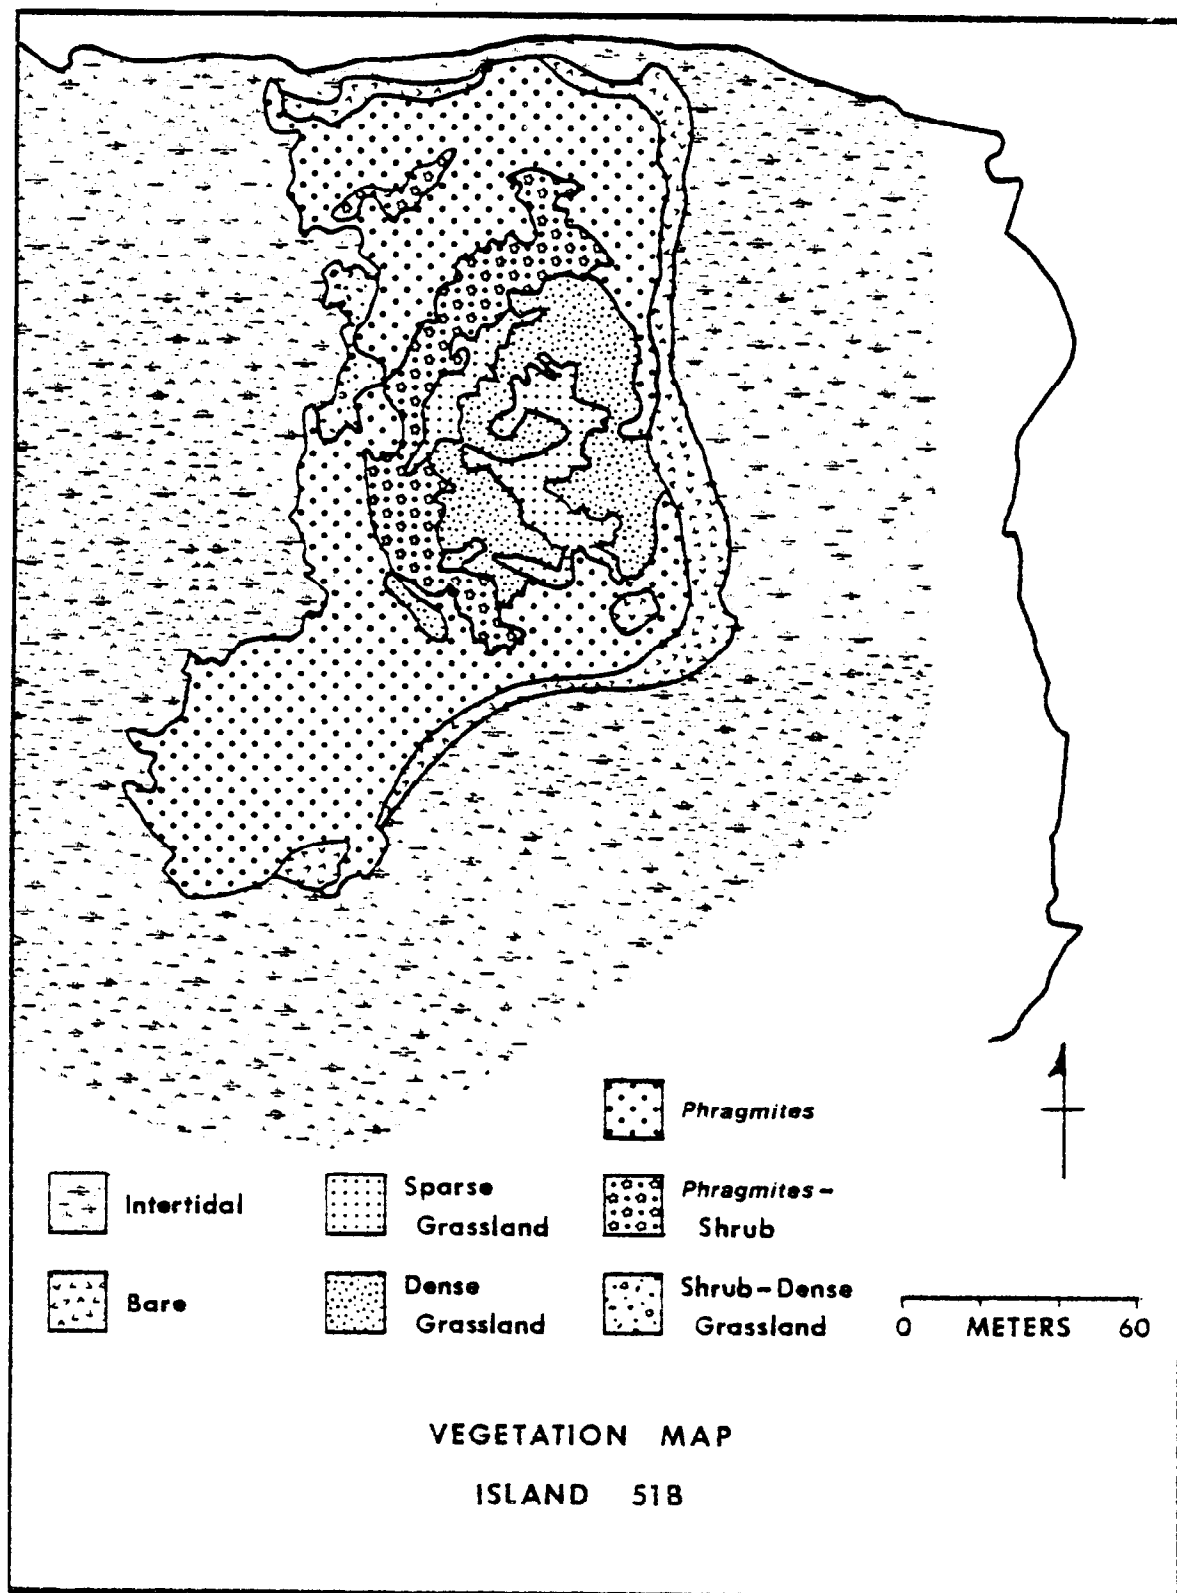 Phragmites
Intertidal
Sparse
Grassland
Phragmites-
Shrub
Bare
Dense
Grassland
Shrub-Dense
Grassland
0 METERS 60
VEGETATION MAP
ISLAND 51B